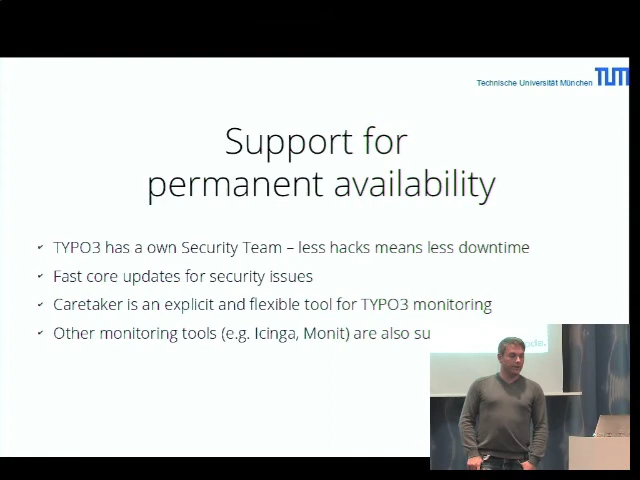 Technische Universität München TUM
Support for
permanent availability
TYPO3 has a own Security Team – less hacks means less downtime
Fast core updates for security issues
Caretaker is an explicit and flexible tool for TYPO3 monitoring
Other monitoring tools (e.g. Icinga, Monit) are also su